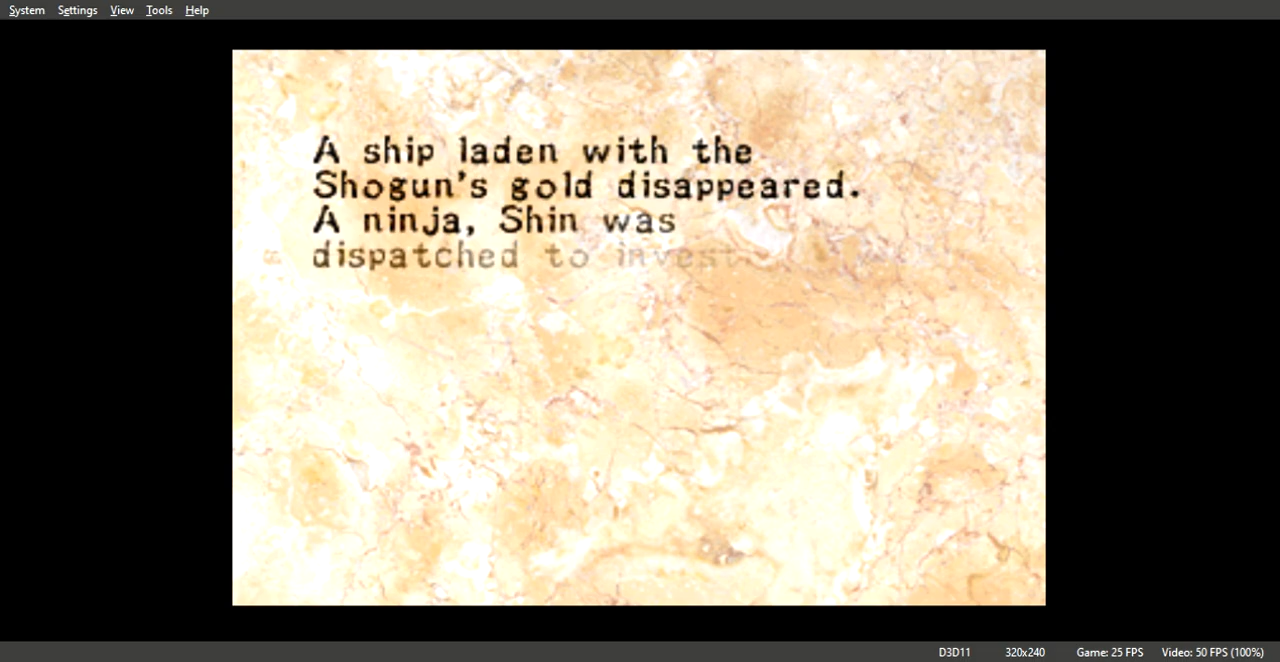 System Settings View Tools Help
A ship laden with the
Shogun's gold disappeared.
A ninja, Shin was
dispatched to invest
D3D11 320x240 Game: 25 FPS Video: 50 FPS (100%)